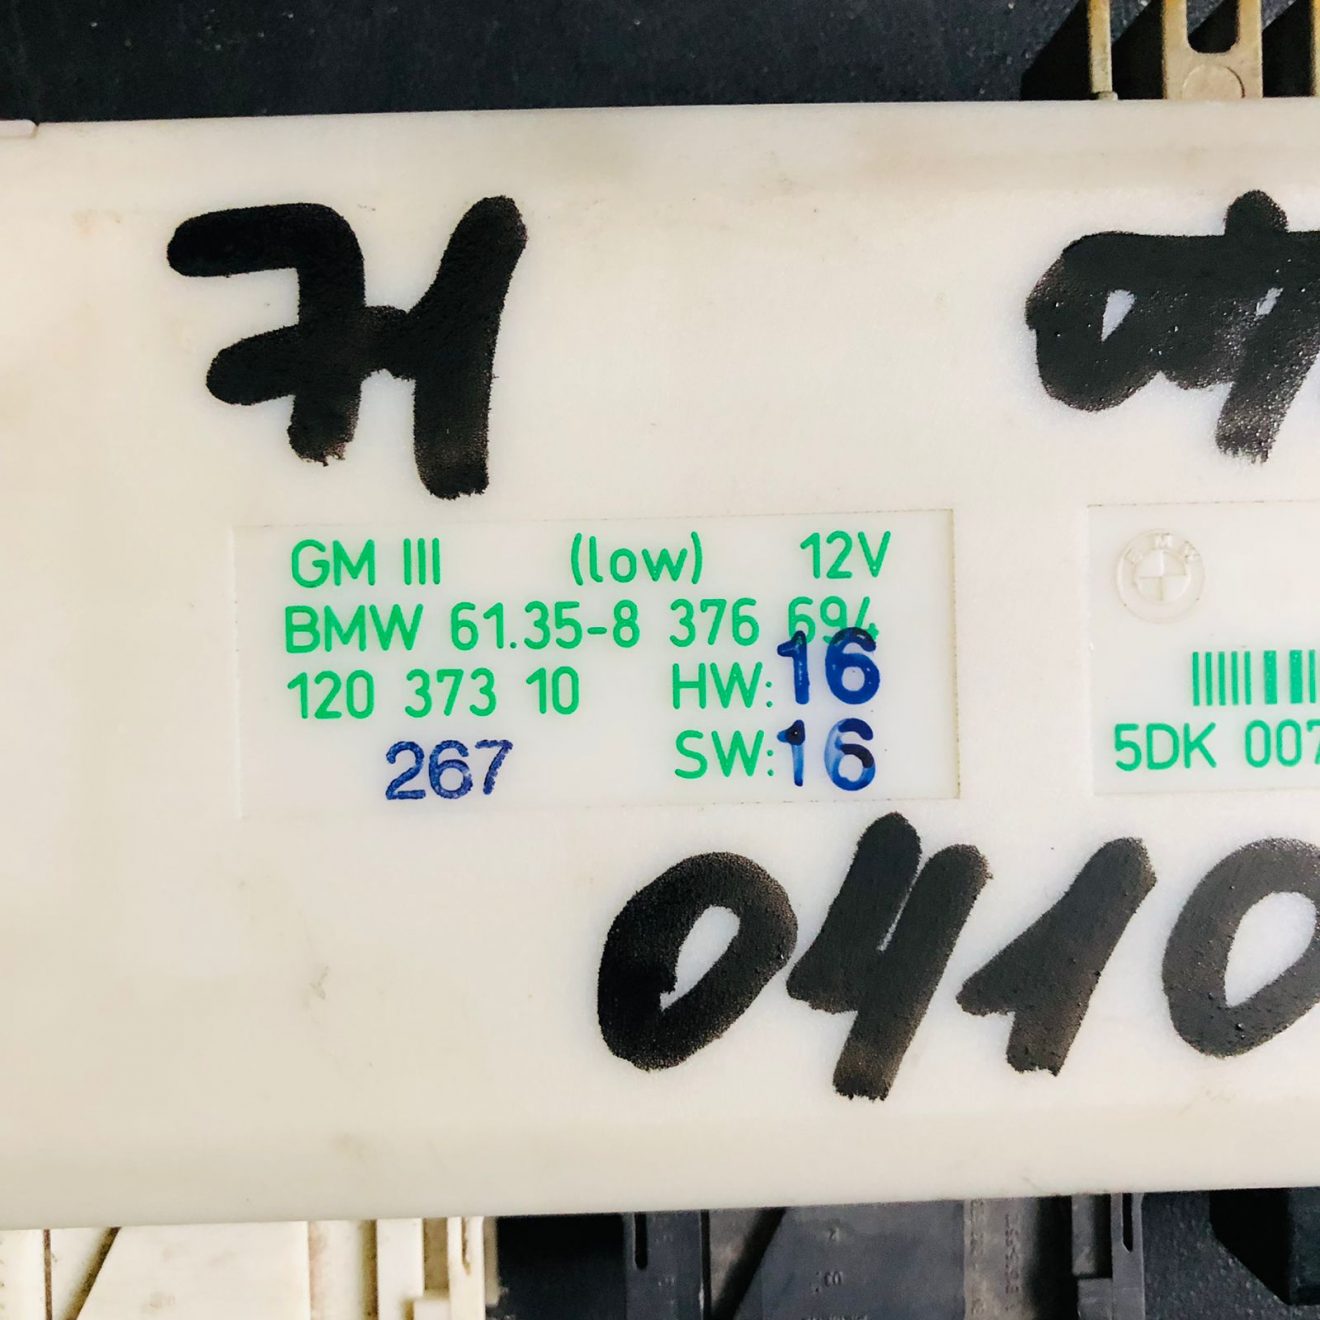 71
GM III (low) 12V
BMW 61.35-8 376 694
120 373 10 HW: 16
267 SW: 16
BMW
5DK 007
0410